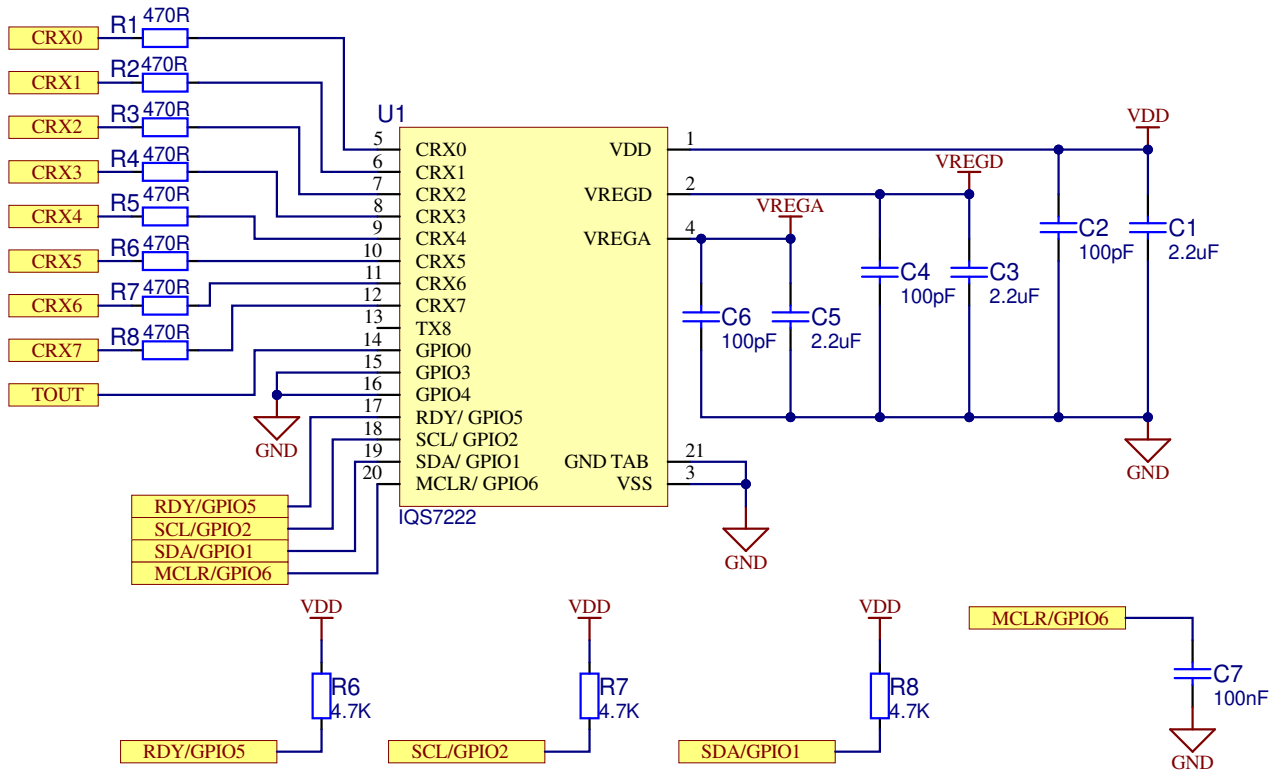 CRX0 R1 470R
CRX1 R2 470R
CRX2 R3 470R
CRX3 R4 470R
CRX4 R5 470R
CRX5 R6 470R
CRX6 R7 470R
CRX7 R8 470R
TOUT
GND
U1
5 CRX0
6 CRX1
7 CRX2
8 CRX3
9 CRX4
10 CRX5
11 CRX6
12 CRX7
13 TX8
14 GPIO0
15 GPIO3
16 GPIO4
17 RDY/ GPIO5
18 SCL/ GPIO2
19 SDA/ GPIO1
20 MCLR/ GPIO6
VDD 1
VREGD 2
VREGA 4
GND TAB 21
VSS 3
IQS7222
VDD
VREGD
VREGA
C2
100pF
C1
2.2uF
C4
100pF
C3
2.2uF
C6
100pF
C5
2.2uF
GND
GND
RDY/GPIO5
SCL/GPIO2
SDA/GPIO1
MCLR/GPIO6
VDD
R6
4.7K
RDY/GPIO5
VDD
R7
4.7K
SCL/GPIO2
VDD
R8
4.7K
SDA/GPIO1
MCLR/GPIO6
C7
100nF
GND